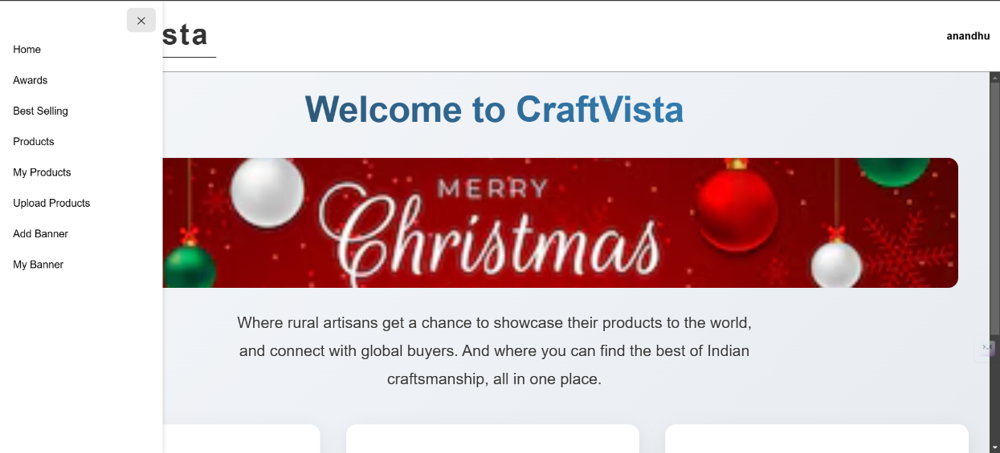 sta
anandhu
Home
Awards
Best Selling
Products
My Products
Upload Products
Add Banner
My Banner
Welcome to CraftVista
MERRY
Christmas
Where rural artisans get a chance to showcase their products to the world,
and connect with global buyers. And where you can find the best of Indian
craftsmanship, all in one place.